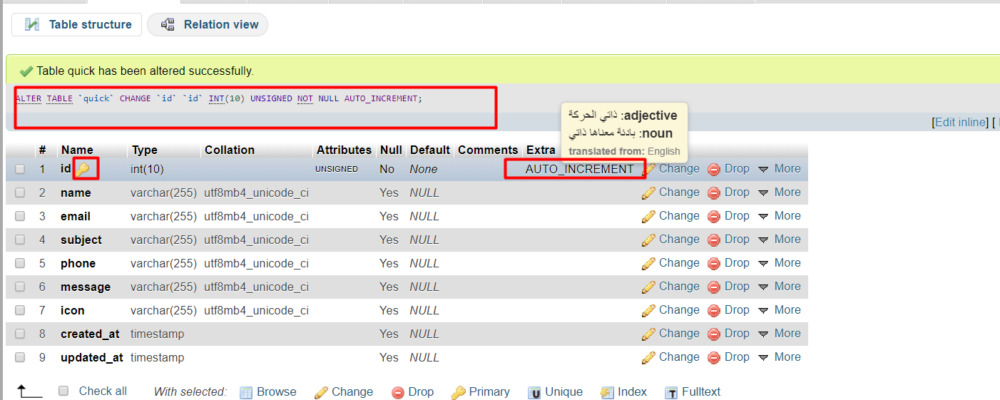 Table structure Relation view
Table quick has been altered successfully.
ALTER TABLE `quick` CHANGE `id` `id` INT(10) UNSIGNED NOT NULL AUTO_INCREMENT;
adjective: ذاتي الحركة
noun: بادئة معناها ذاتي
translated from: English
[Edit inline] [
# Name Type Collation Attributes Null Default Comments Extra
1 id int(10) UNSIGNED No None AUTO_INCREMENT Change Drop More
2 name varchar(255) utf8mb4_unicode_ci Yes NULL Change Drop More
3 email varchar(255) utf8mb4_unicode_ci Yes NULL Change Drop More
4 subject varchar(255) utf8mb4_unicode_ci Yes NULL Change Drop More
5 phone varchar(255) utf8mb4_unicode_ci Yes NULL Change Drop More
6 message varchar(255) utf8mb4_unicode_ci Yes NULL Change Drop More
7 icon varchar(255) utf8mb4_unicode_ci Yes NULL Change Drop More
8 created_at timestamp Yes NULL Change Drop More
9 updated_at timestamp Yes NULL Change Drop More
Check all With selected: Browse Change Drop Primary Unique Index Fulltext